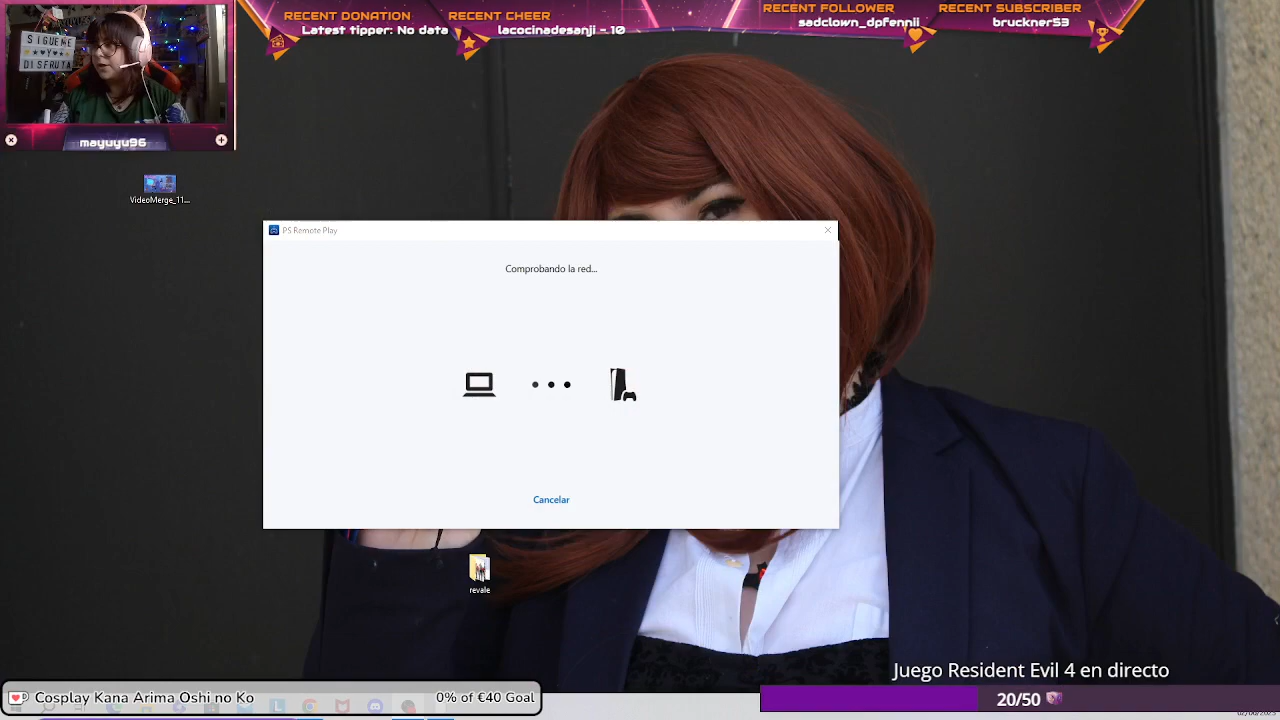 SIGUEME
Y
DISFRUTA
mayuyu96
RECENT DONATION
Latest tipper: No data
RECENT CHEER
lacocinadesanji - 10
RECENT FOLLOWER
sadclown_dpfennii
RECENT SUBSCRIBER
bruckner53
VideoMerge_11...
PS Remote Play
Comprobando la red...
Cancelar
revale
Juego Resident Evil 4 en directo
Cosplay Kana Arima Oshi no Ko
0% of €40 Goal
20/50